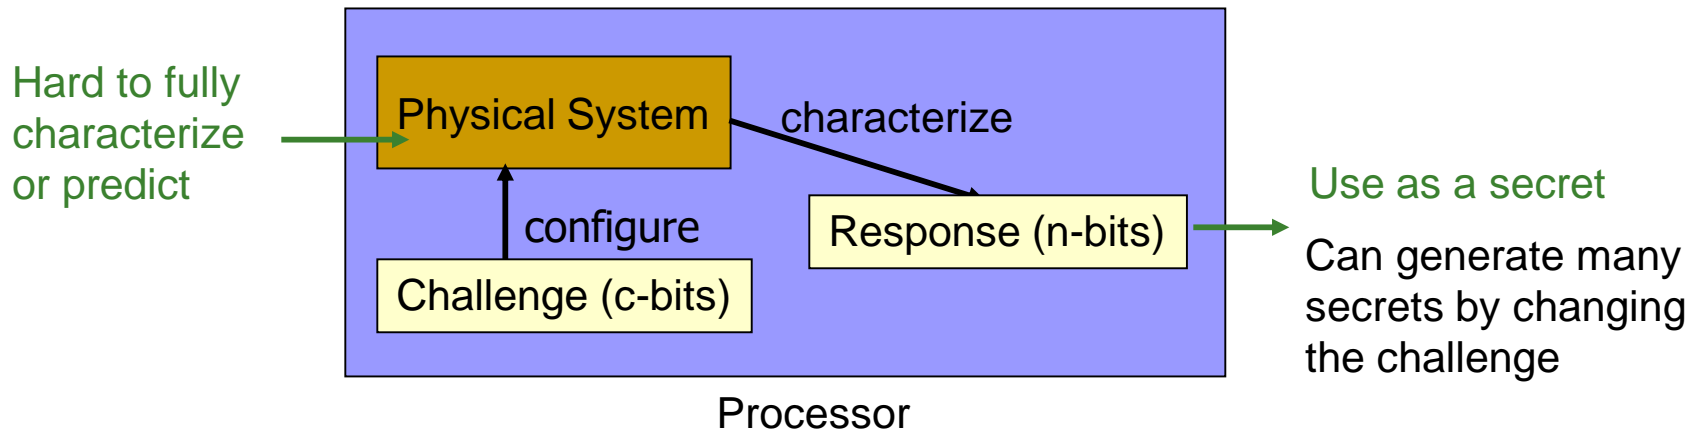 Hard to fully
characterize
or predict
Physical System
characterize
configure
Challenge (c-bits)
Response (n-bits)
Use as a secret
Can generate many
secrets by changing
the challenge
Processor